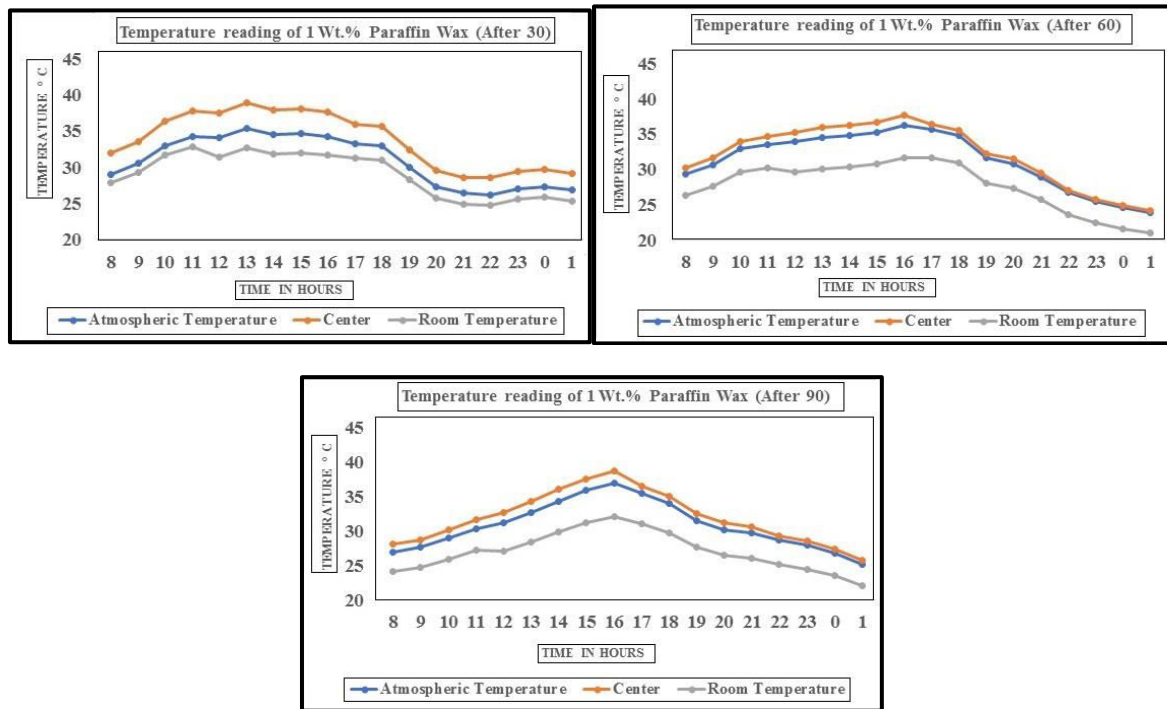 Temperature reading of 1 Wt.% Paraffin Wax (After 30)
TEMPERATURE ° C
45
40
35
30
25
20
8 9 10 11 12 13 14 15 16 17 18 19 20 21 22 23 0 1
TIME IN HOURS
Atmospheric Temperature Center Room Temperature
Temperature reading of 1 Wt.% Paraffin Wax (After 60)
TEMPERATURE ° C
45
40
35
30
25
20
8 9 10 11 12 13 14 15 16 17 18 19 20 21 22 23 0 1
TIME IN HOURS
Atmospheric Temperature Center Room Temperature
Temperature reading of 1 Wt.% Paraffin Wax (After 90)
TEMPERATURE ° C
45
40
35
30
25
20
8 9 10 11 12 13 14 15 16 17 18 19 20 21 22 23 0 1
TIME IN HOURS
Atmospheric Temperature Center Room Temperature